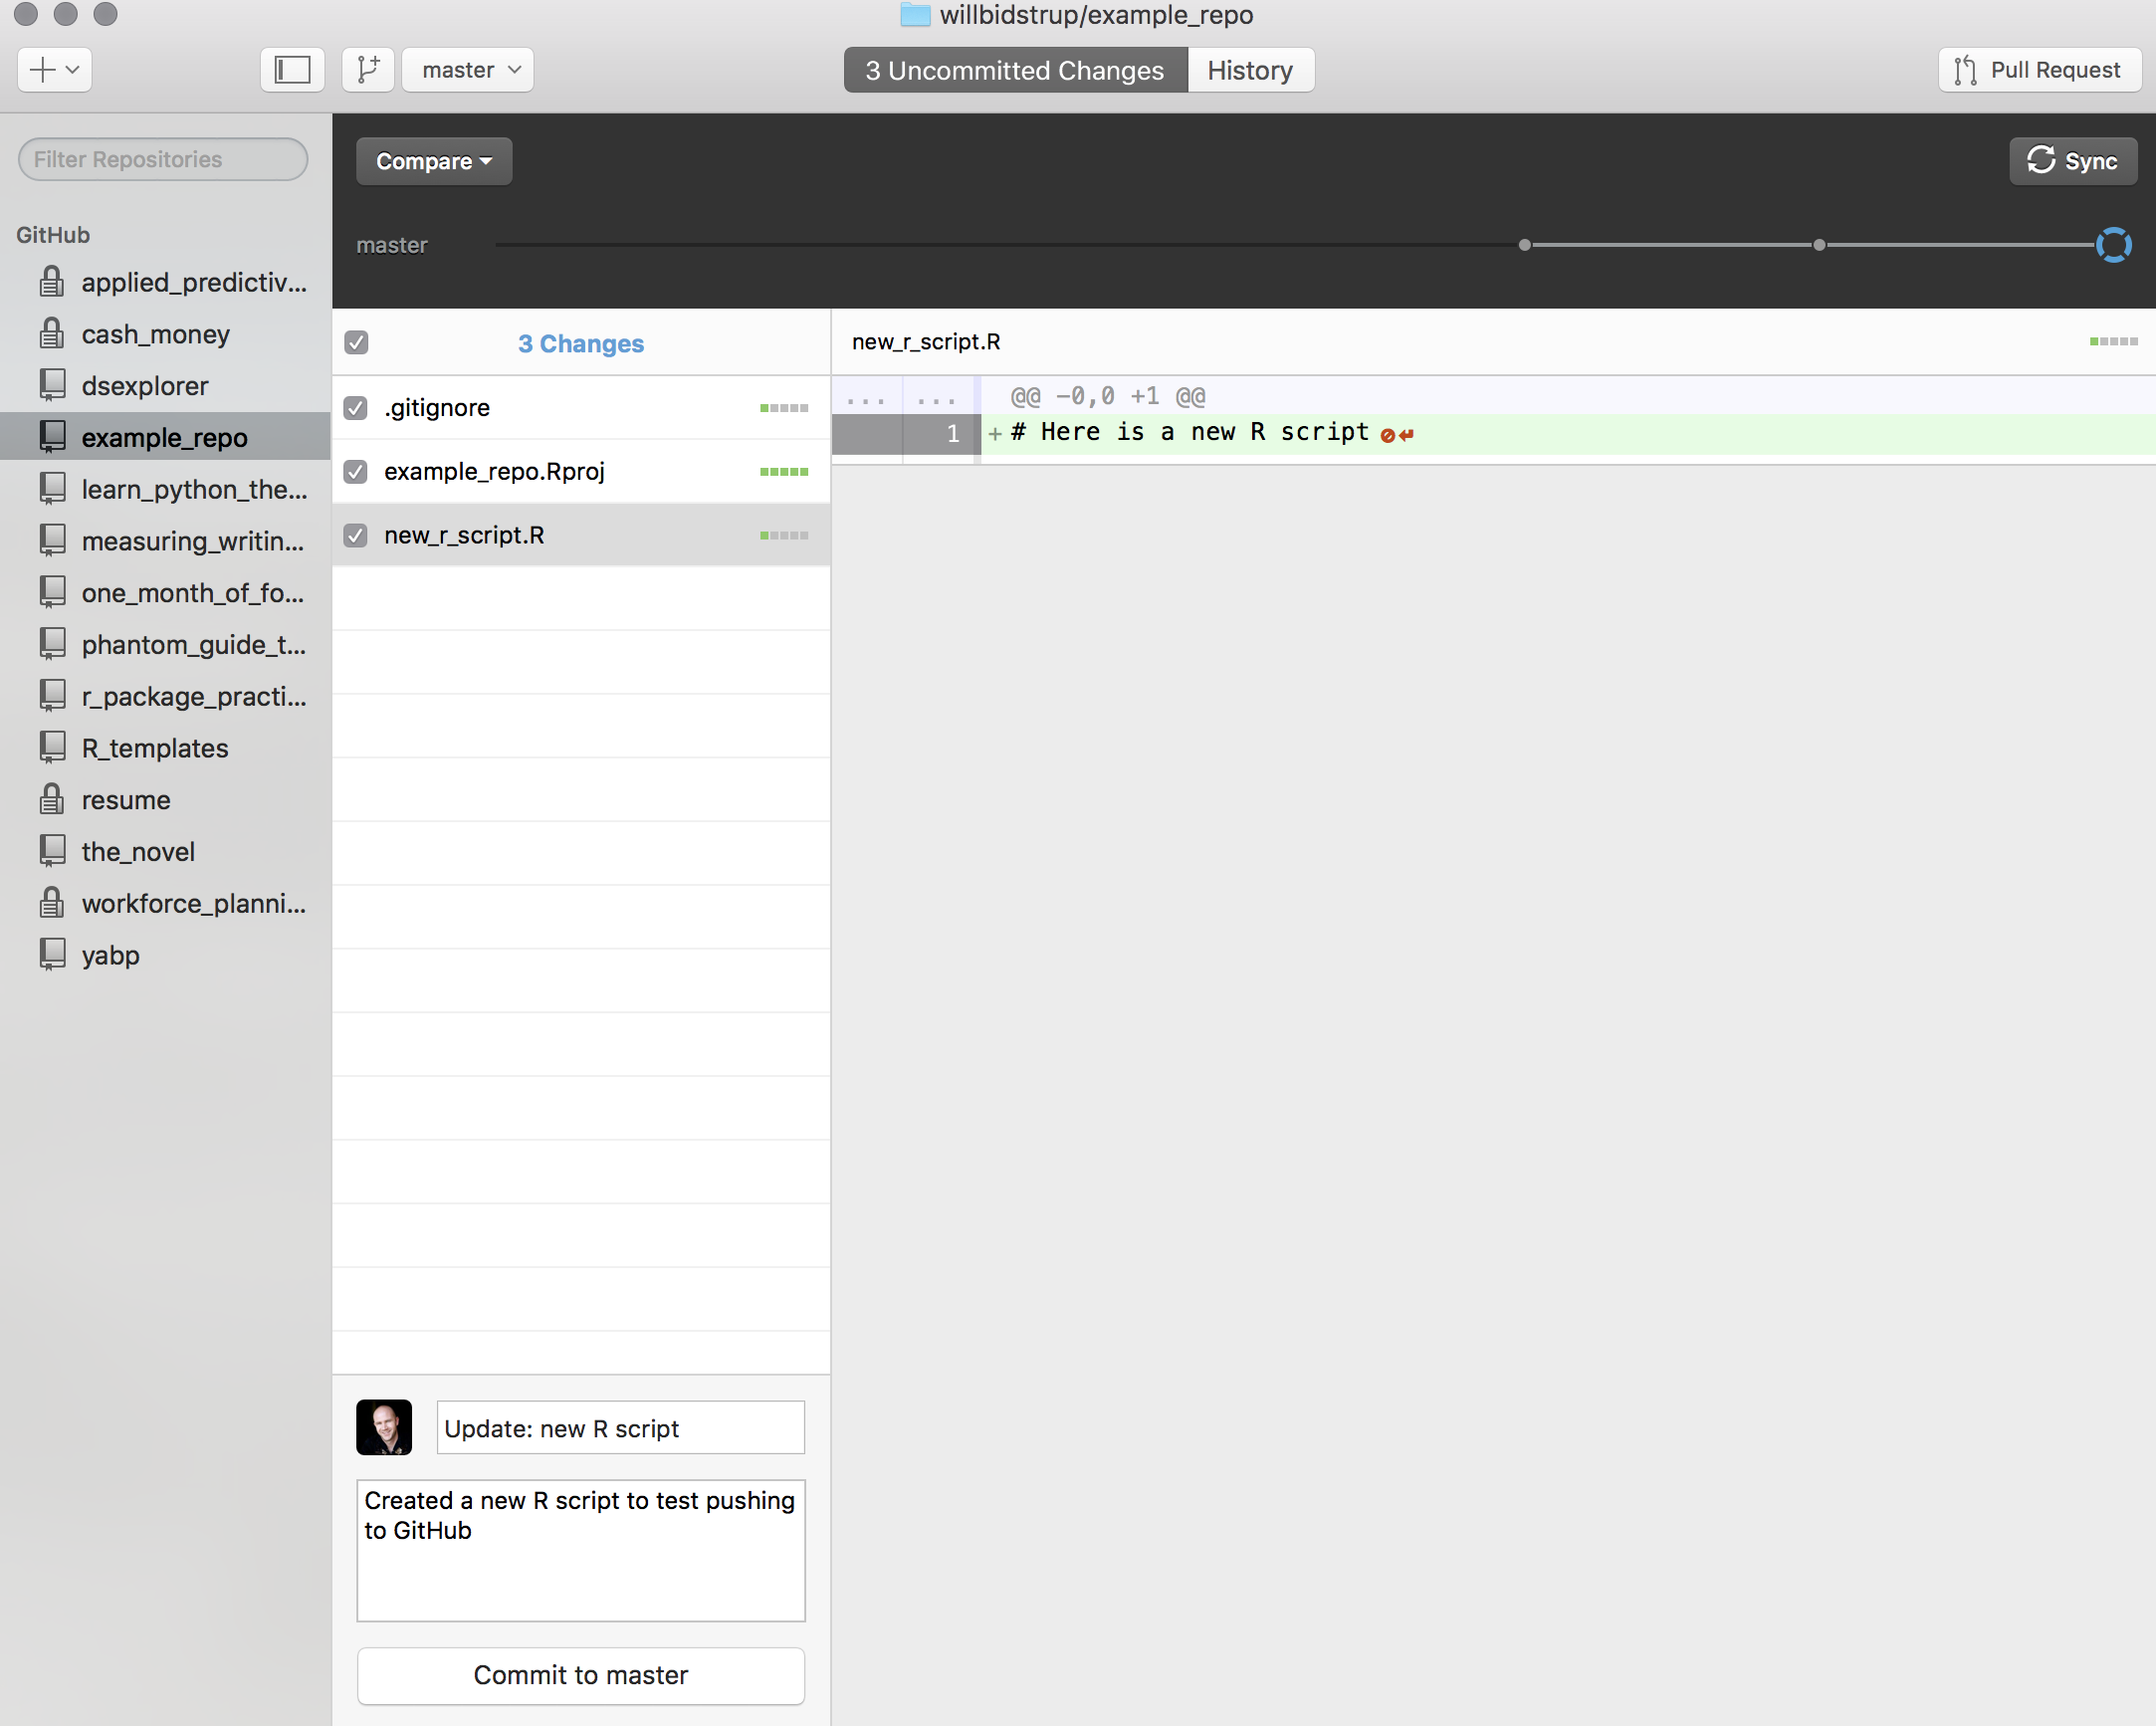 willbidstrup/example_repo
master
3 Uncommitted Changes
History
Pull Request
Filter Repositories
Compare
Sync
GitHub
master
applied_predictiv...
cash_money
dsexplorer
example_repo
learn_python_the...
measuring_writin...
one_month_of_fo...
phantom_guide_t...
r_package_practi...
R_templates
resume
the_novel
workforce_planni...
yabp
3 Changes
.gitignore
example_repo.Rproj
new_r_script.R
new_r_script.R
... ... @@ -0,0 +1 @@
1 +# Here is a new R script
Update: new R script
Created a new R script to test pushing
to GitHub
Commit to master